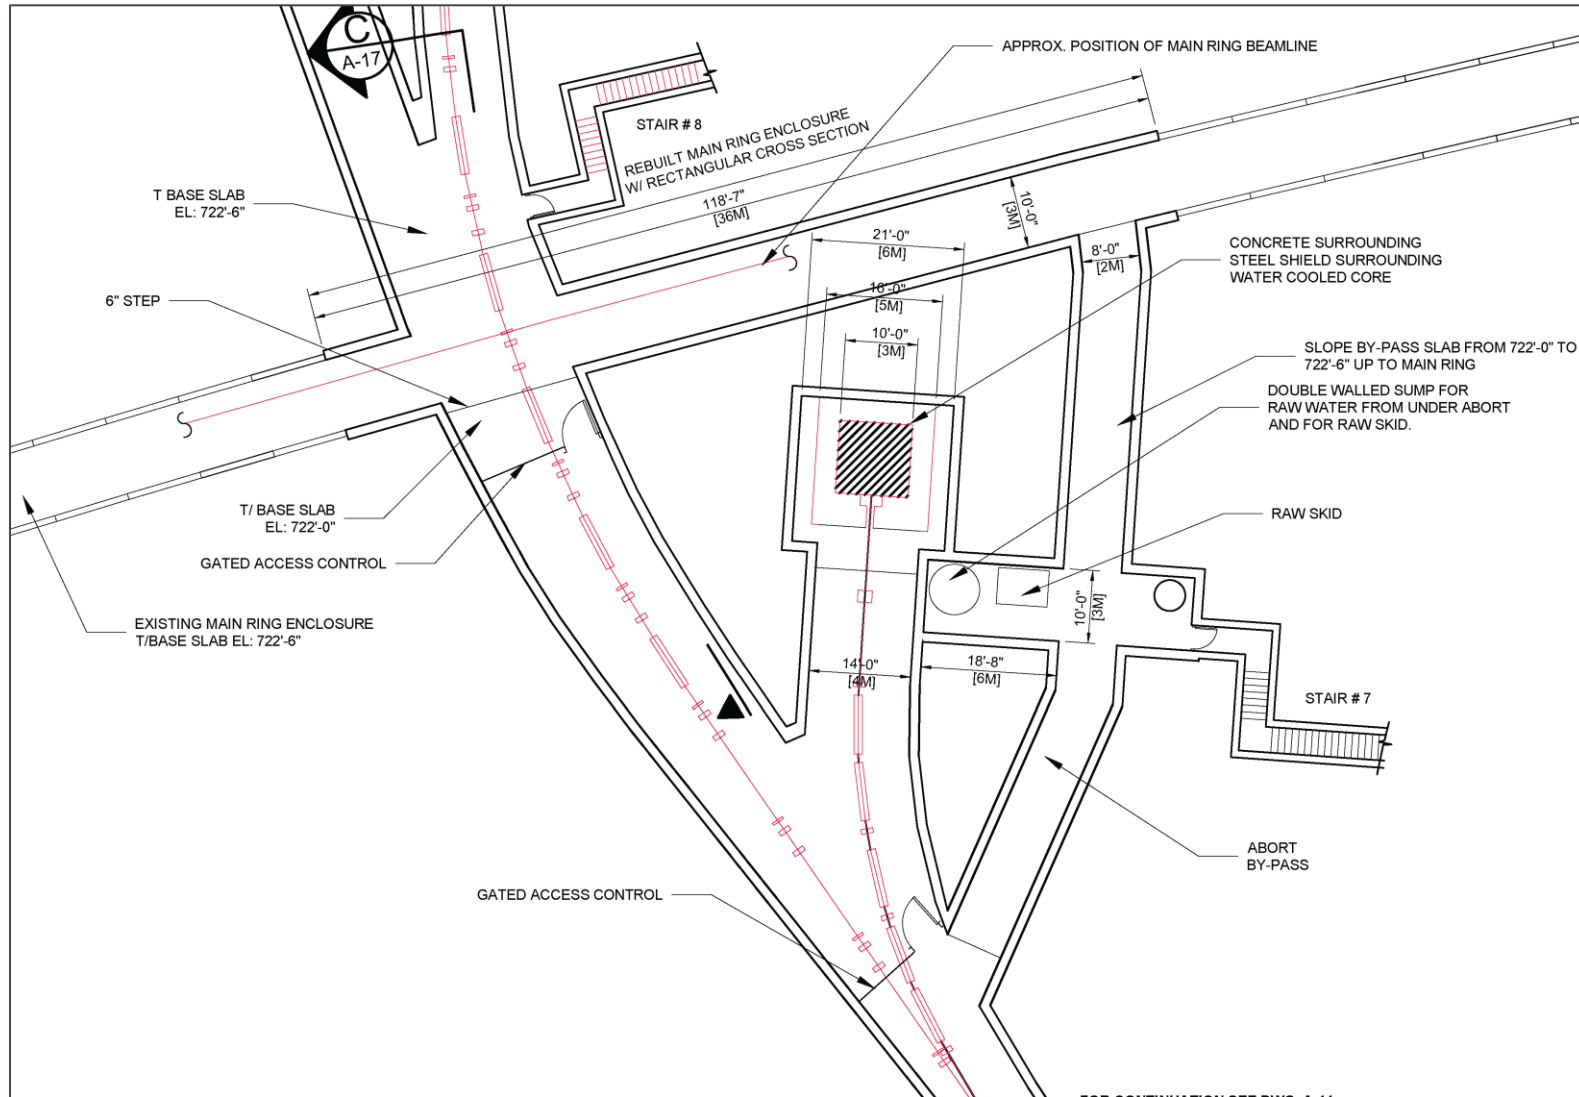 C
A-17
APPROX. POSITION OF MAIN RING BEAMLINE
STAIR # 8
REBUILT MAIN RING ENCLOSURE
W/ RECTANGULAR CROSS SECTION
118'-7"
[36M]
T BASE SLAB
EL: 722'-6"
10'-0"
[3M]
21'-0"
[6M]
8'-0"
[2M]
CONCRETE SURROUNDING
STEEL SHIELD SURROUNDING
WATER COOLED CORE
6" STEP
16'-0"
[5M]
10'-0"
[3M]
SLOPE BY-PASS SLAB FROM 722'-0" TO
722'-6" UP TO MAIN RING
DOUBLE WALLED SUMP FOR
RAW WATER FROM UNDER ABORT
AND FOR RAW SKID.
T/ BASE SLAB
EL: 722'-0"
RAW SKID
GATED ACCESS CONTROL
EXISTING MAIN RING ENCLOSURE
T/BASE SLAB EL: 722'-6"
10'-0"
[3M]
14'-0"
[4M]
18'-8"
[6M]
STAIR # 7
ABORT
BY-PASS
GATED ACCESS CONTROL